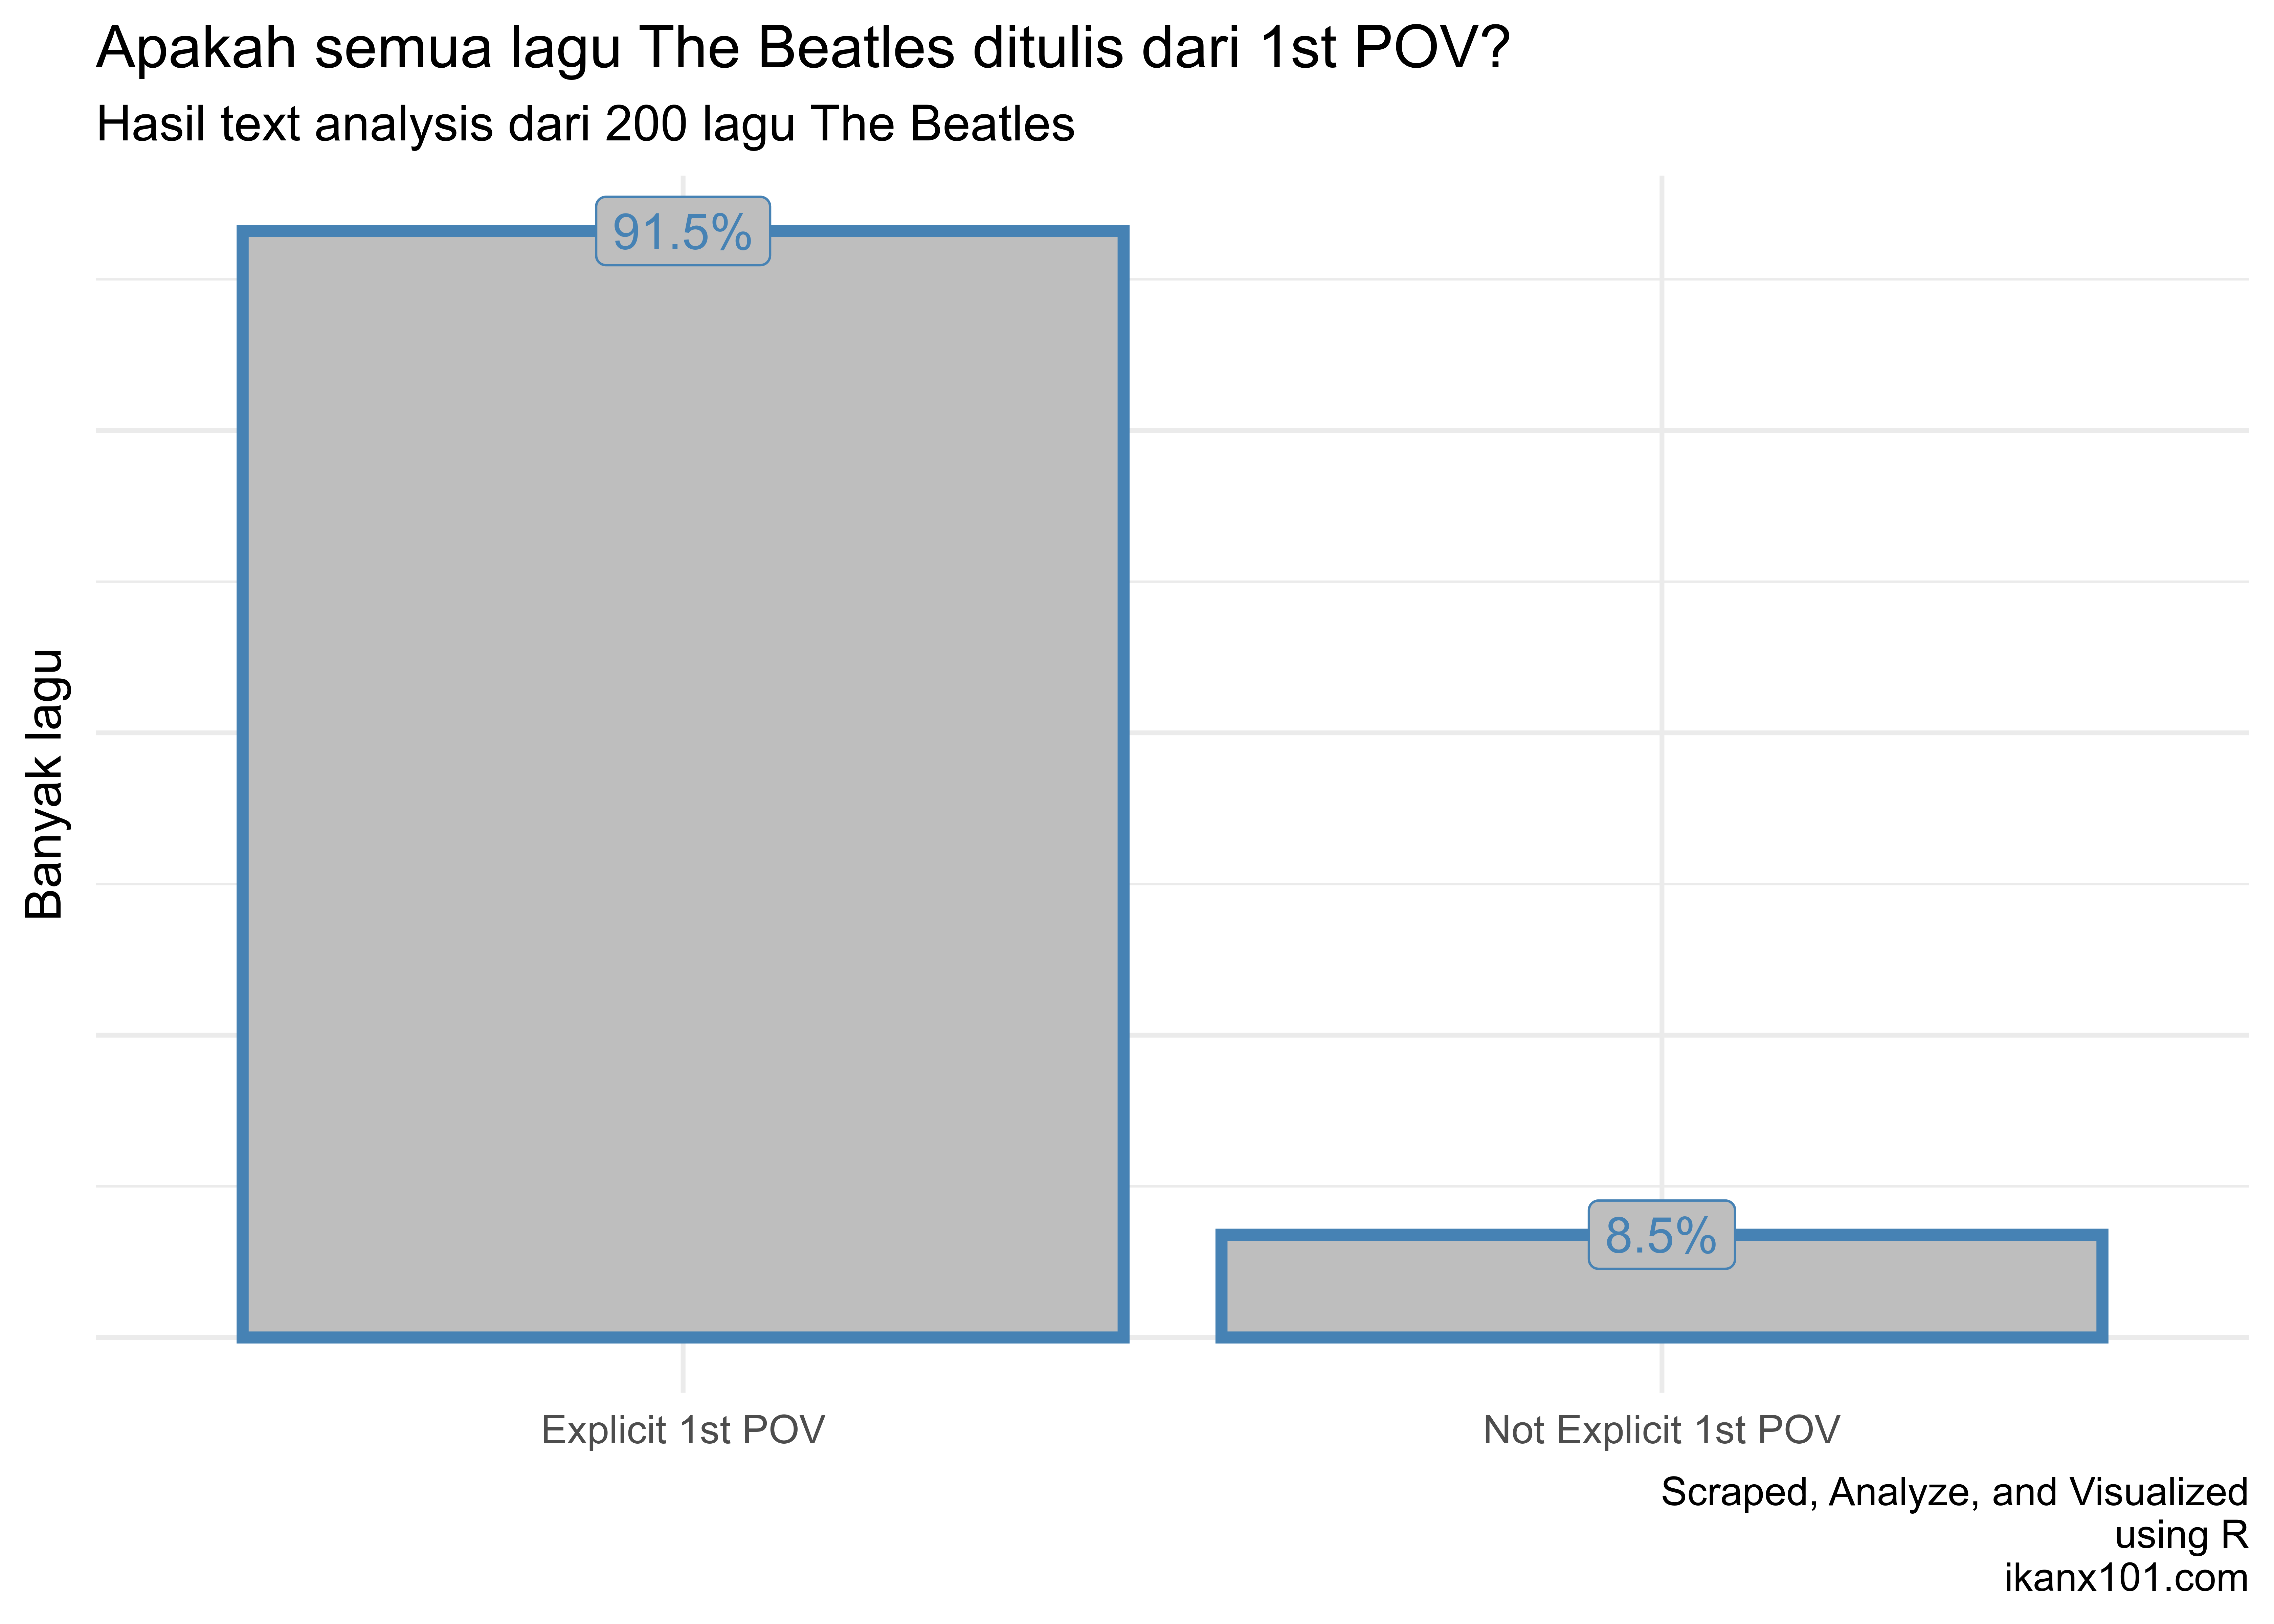 Apakah semua lagu The Beatles ditulis dari 1st POV?
Hasil text analysis dari 200 lagu The Beatles
91.5%
8.5%
Banyak lagu
Explicit 1st POV
Not Explicit 1st POV
Scraped, Analyze, and Visualized
using R
ikanx101.com